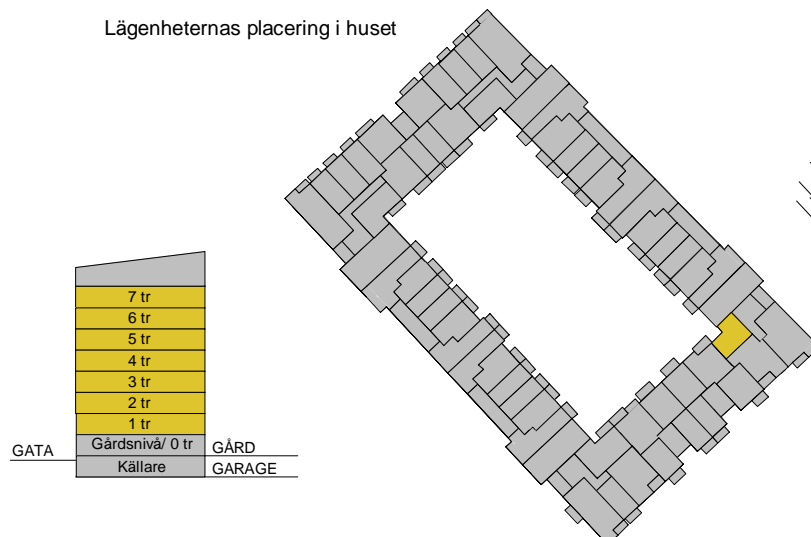 Lägenheternas placering i huset
7 tr
6 tr
5 tr
4 tr
3 tr
2 tr
1 tr
GATA
Gårdsnivå/ 0 tr
GÅRD
Källare
GARAGE